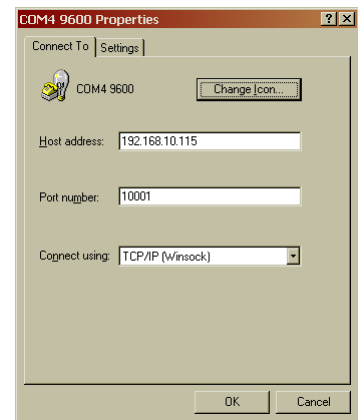 COM4 9600 Properties
Connect To
Settings
COM4 9600
Change Icon...
Host address: 192.168.10.115
Port number: 10001
Connect using: TCP/IP (Winsock)
OK
Cancel